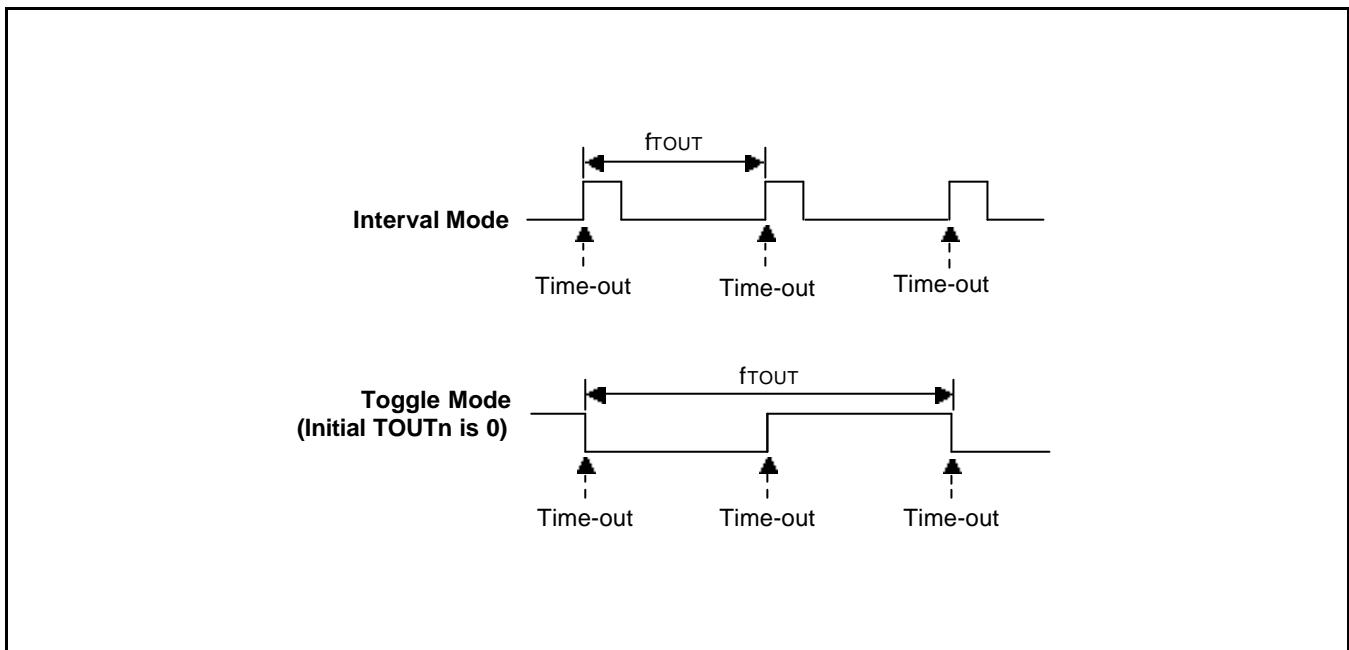 fTOUT
Interval Mode
Time-out
Time-out
Time-out
fTOUT
Toggle Mode
(Initial TOUTn is 0)
Time-out
Time-out
Time-out